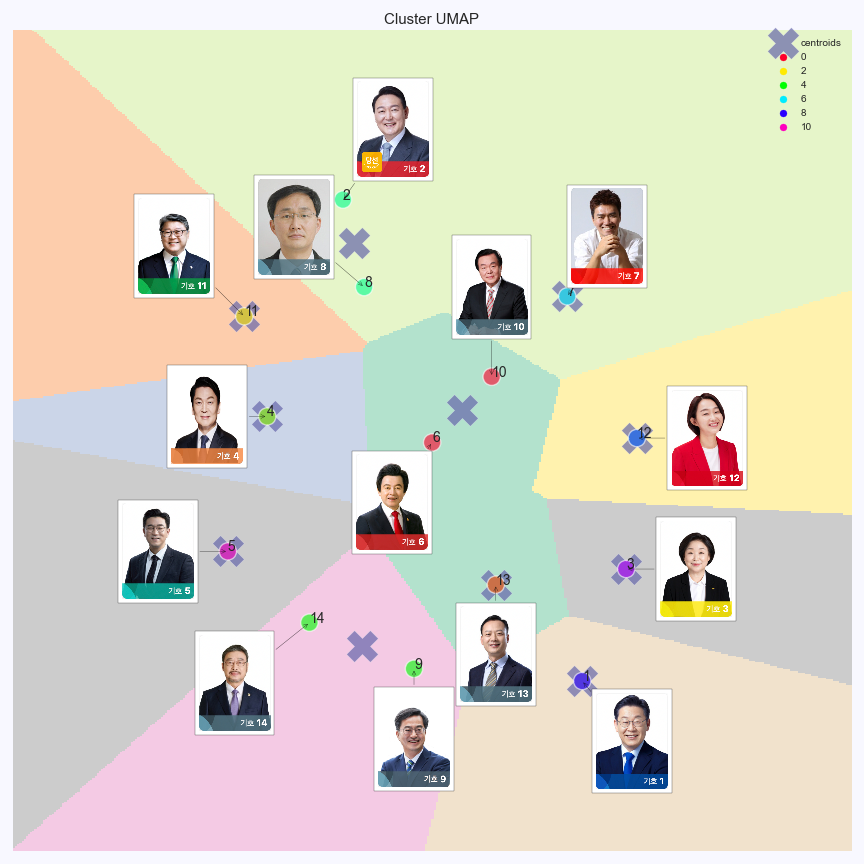 Cluster UMAP
centroids
0
2
4
6
8
10
당선
기호 2
2
기호 8
8
기호 7
7
기호 11
11
기호 10
10
기호 4
4
6
기호 6
12
기호 12
기호 5
5
3
기호 3
13
기호 13
14
기호 14
9
기호 9
1
기호 1